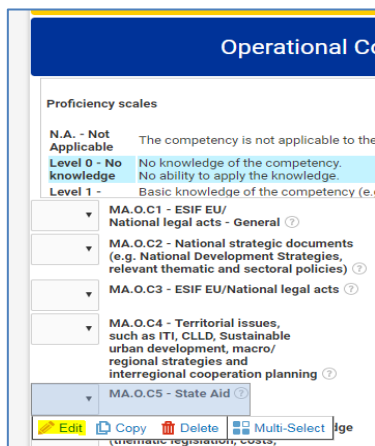 Operational Co
Proficiency scales
N.A. - Not
Applicable
The competency is not applicable to the
Level 0 - No
knowledge
No knowledge of the competency.
No ability to apply the knowledge.
Level 1 -
Basic knowledge of the competency (e.g
MA.O.C1 - ESIF EU/
National legal acts - General ?
MA.O.C2 - National strategic documents
(e.g. National Development Strategies,
relevant thematic and sectoral policies) ?
MA.O.C3 - ESIF EU/National legal acts ?
MA.O.C4 - Territorial issues,
such as ITI, CLLD, Sustainable
urban development, macro/
regional strategies and
interregional cooperation planning ?
MA.O.C5 - State Aid ?
Edit Copy Delete Multi-Select
dge
(thematic legislation, costs,